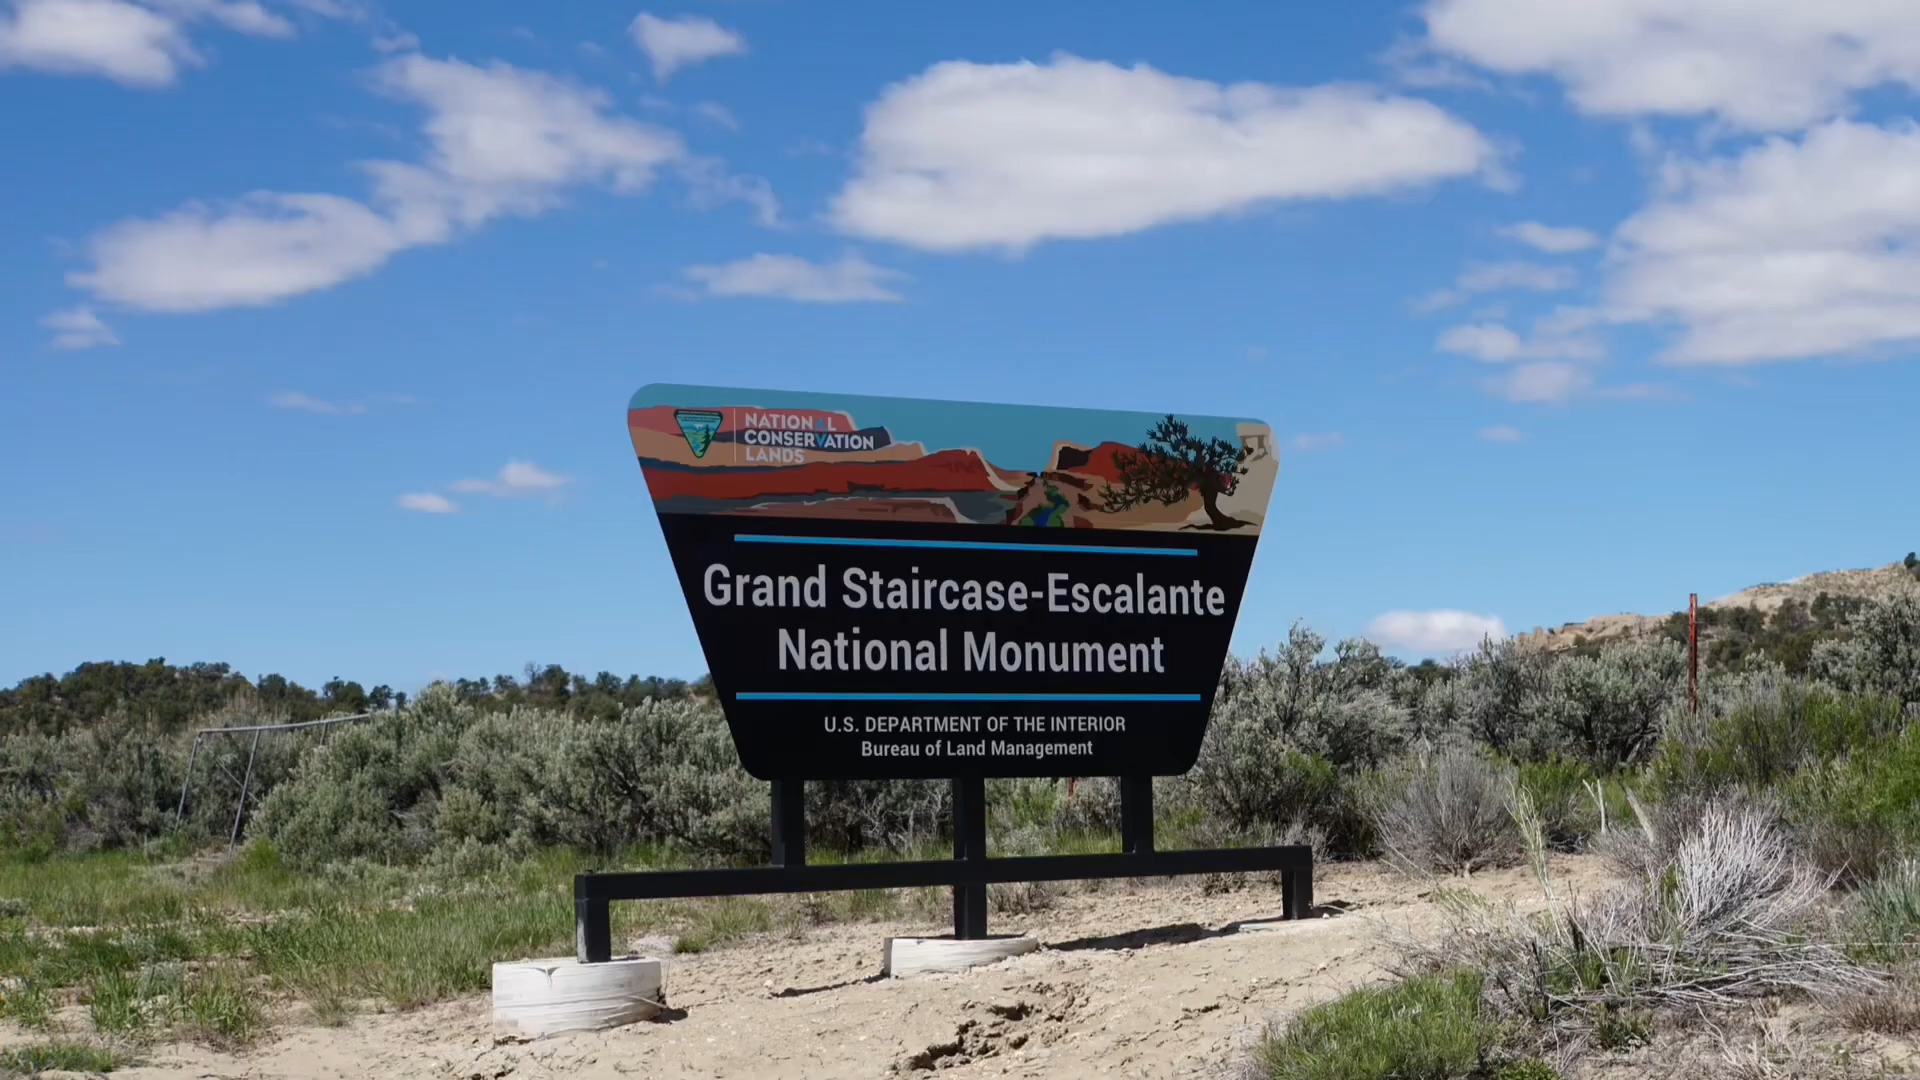 NATIONAL
CONSERVATION
LANDS
Grand Staircase-Escalante
National Monument
U.S. DEPARTMENT OF THE INTERIOR
Bureau of Land Management